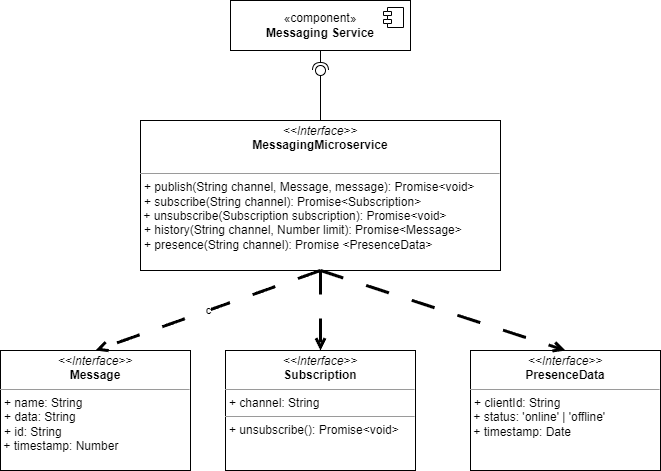 «component»
Messaging Service
<<Interface>>
MessagingMicroservice
+ publish(String channel, Message, message): Promise<void>
+ subscribe(String channel): Promise<Subscription>
+ unsubscribe(Subscription subscription): Promise<void>
+ history(String channel, Number limit): Promise<Message>
+ presence(String channel): Promise <PresenceData>
c
<<Interface>>
Message
+ name: String
+ data: String
+ id: String
+ timestamp: Number
<<Interface>>
Subscription
+ channel: String
+ unsubscribe(): Promise<void>
<<Interface>>
PresenceData
+ clientId: String
+ status: 'online' | 'offline'
+ timestamp: Date